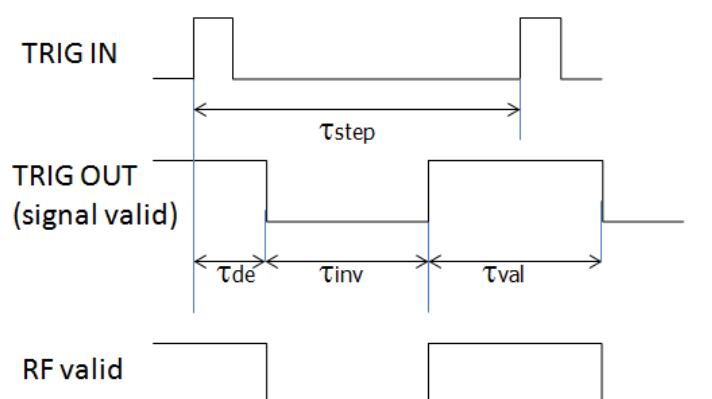 TRIG IN
τstep
TRIG OUT
(signal valid)
τde
τinv
τval
RF valid